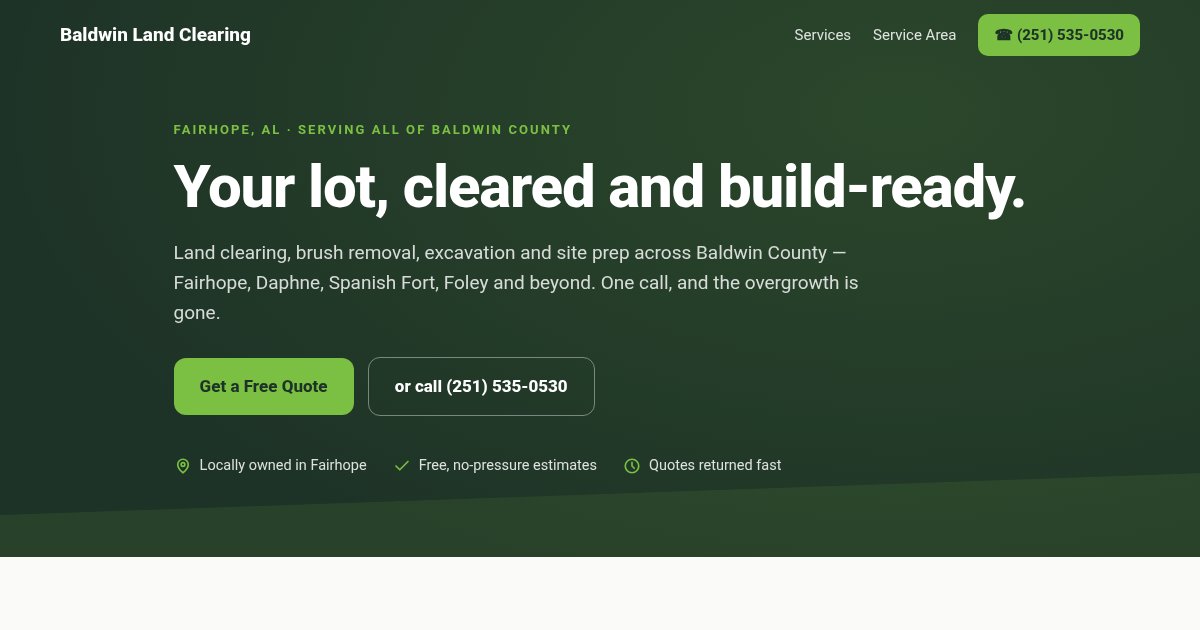 Baldwin Land Clearing
Services
Service Area
☎ (251) 535-0530
FAIRHOPE, AL · SERVING ALL OF BALDWIN COUNTY
Your lot, cleared and build-ready.
Land clearing, brush removal, excavation and site prep across Baldwin County —
Fairhope, Daphne, Spanish Fort, Foley and beyond. One call, and the overgrowth is
gone.
Get a Free Quote
or call (251) 535-0530
Locally owned in Fairhope
Free, no-pressure estimates
Quotes returned fast